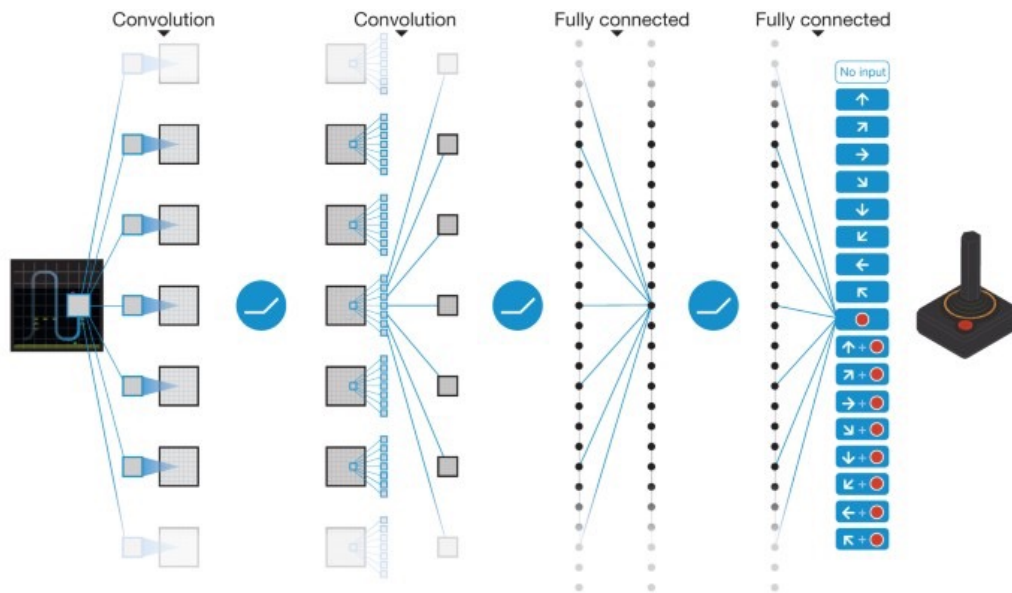 Convolution
Convolution
Fully connected
Fully connected
No input
+
+
+
+
+
+
+
+